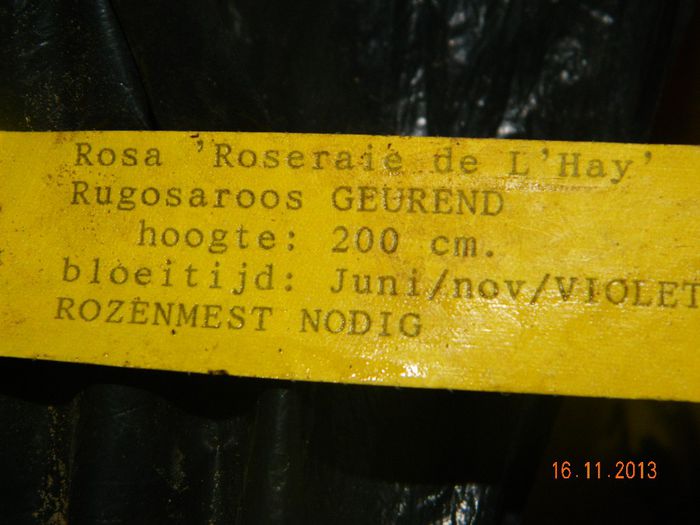 Rosa 'Roseraie de L'Hay'
Rugosaroos GEUREND
hoogte: 200 cm.
bloeitijd: Juni/nov/VIOLET
ROZENMEST NODIG
16.11.2013